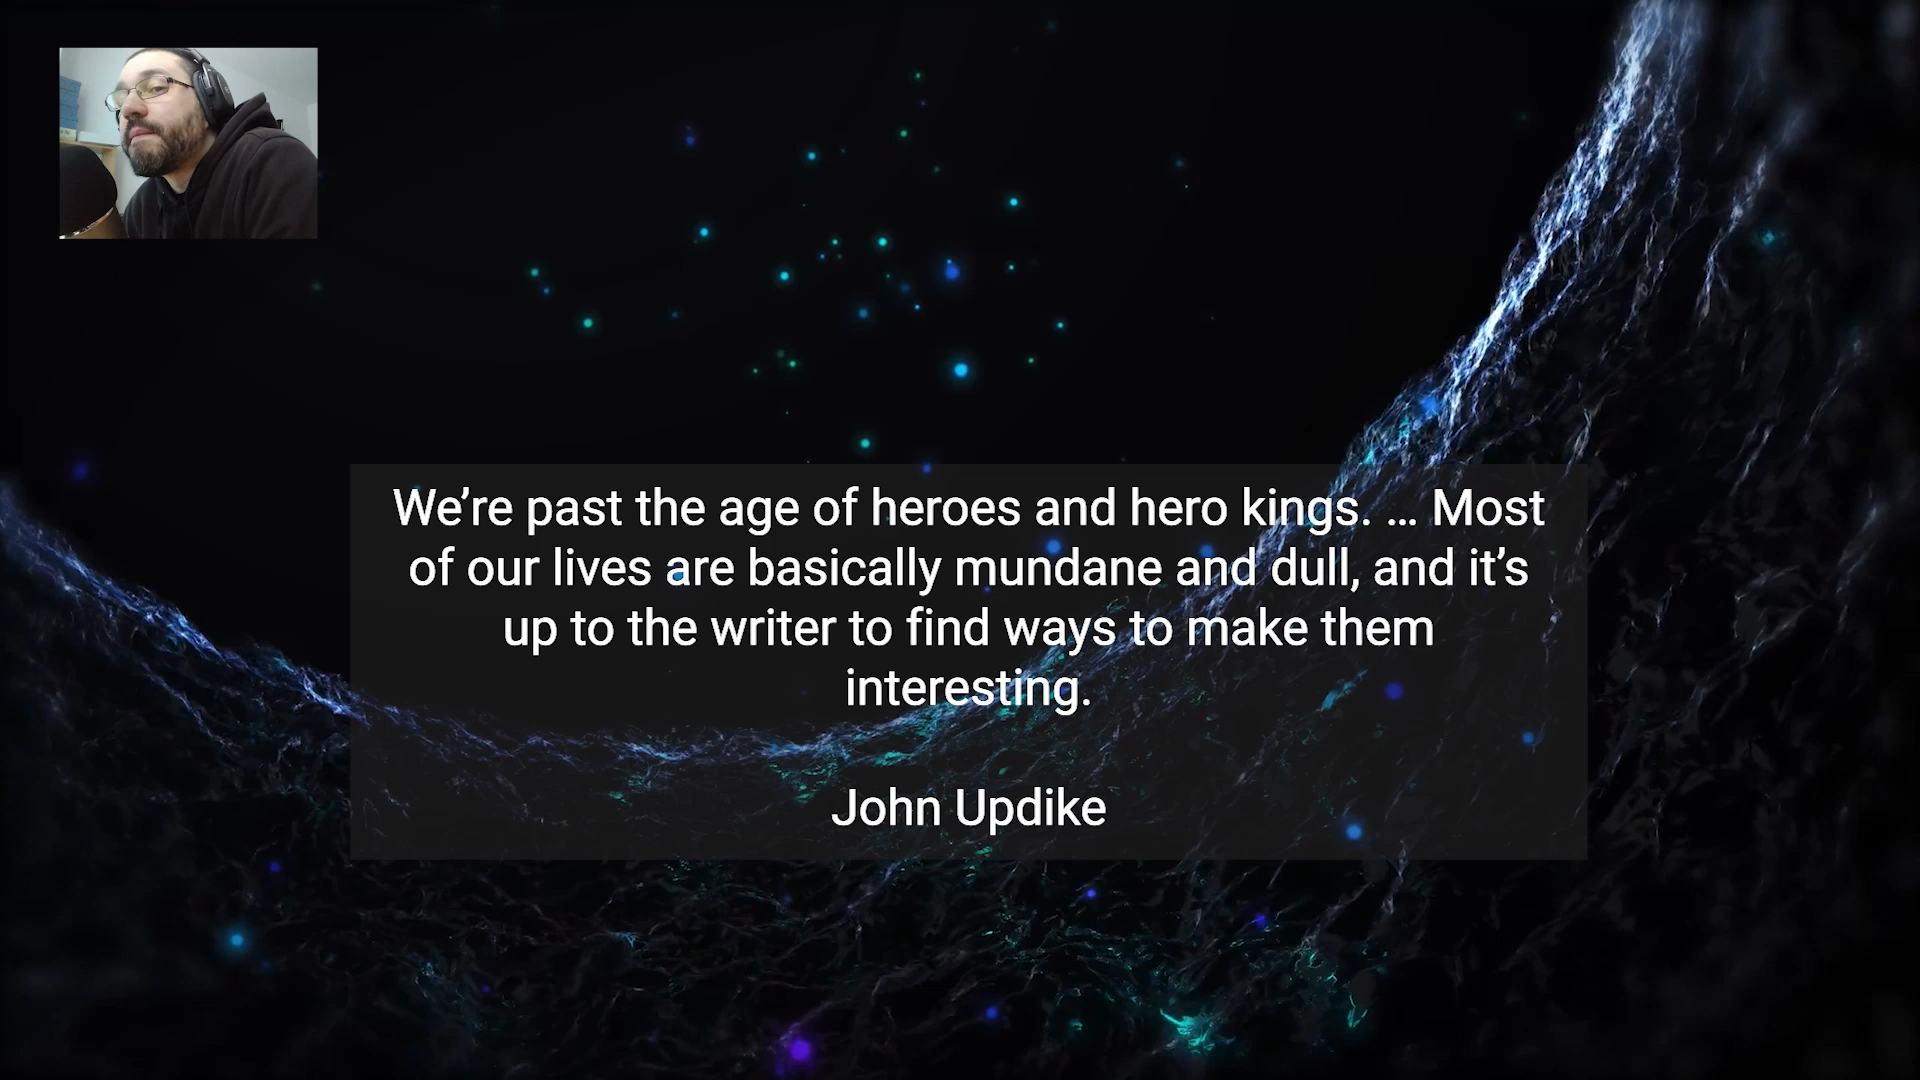 We’re past the age of heroes and hero kings. ... Most
of our lives are basically mundane and dull, and it’s
up to the writer to find ways to make them
interesting.
John Updike